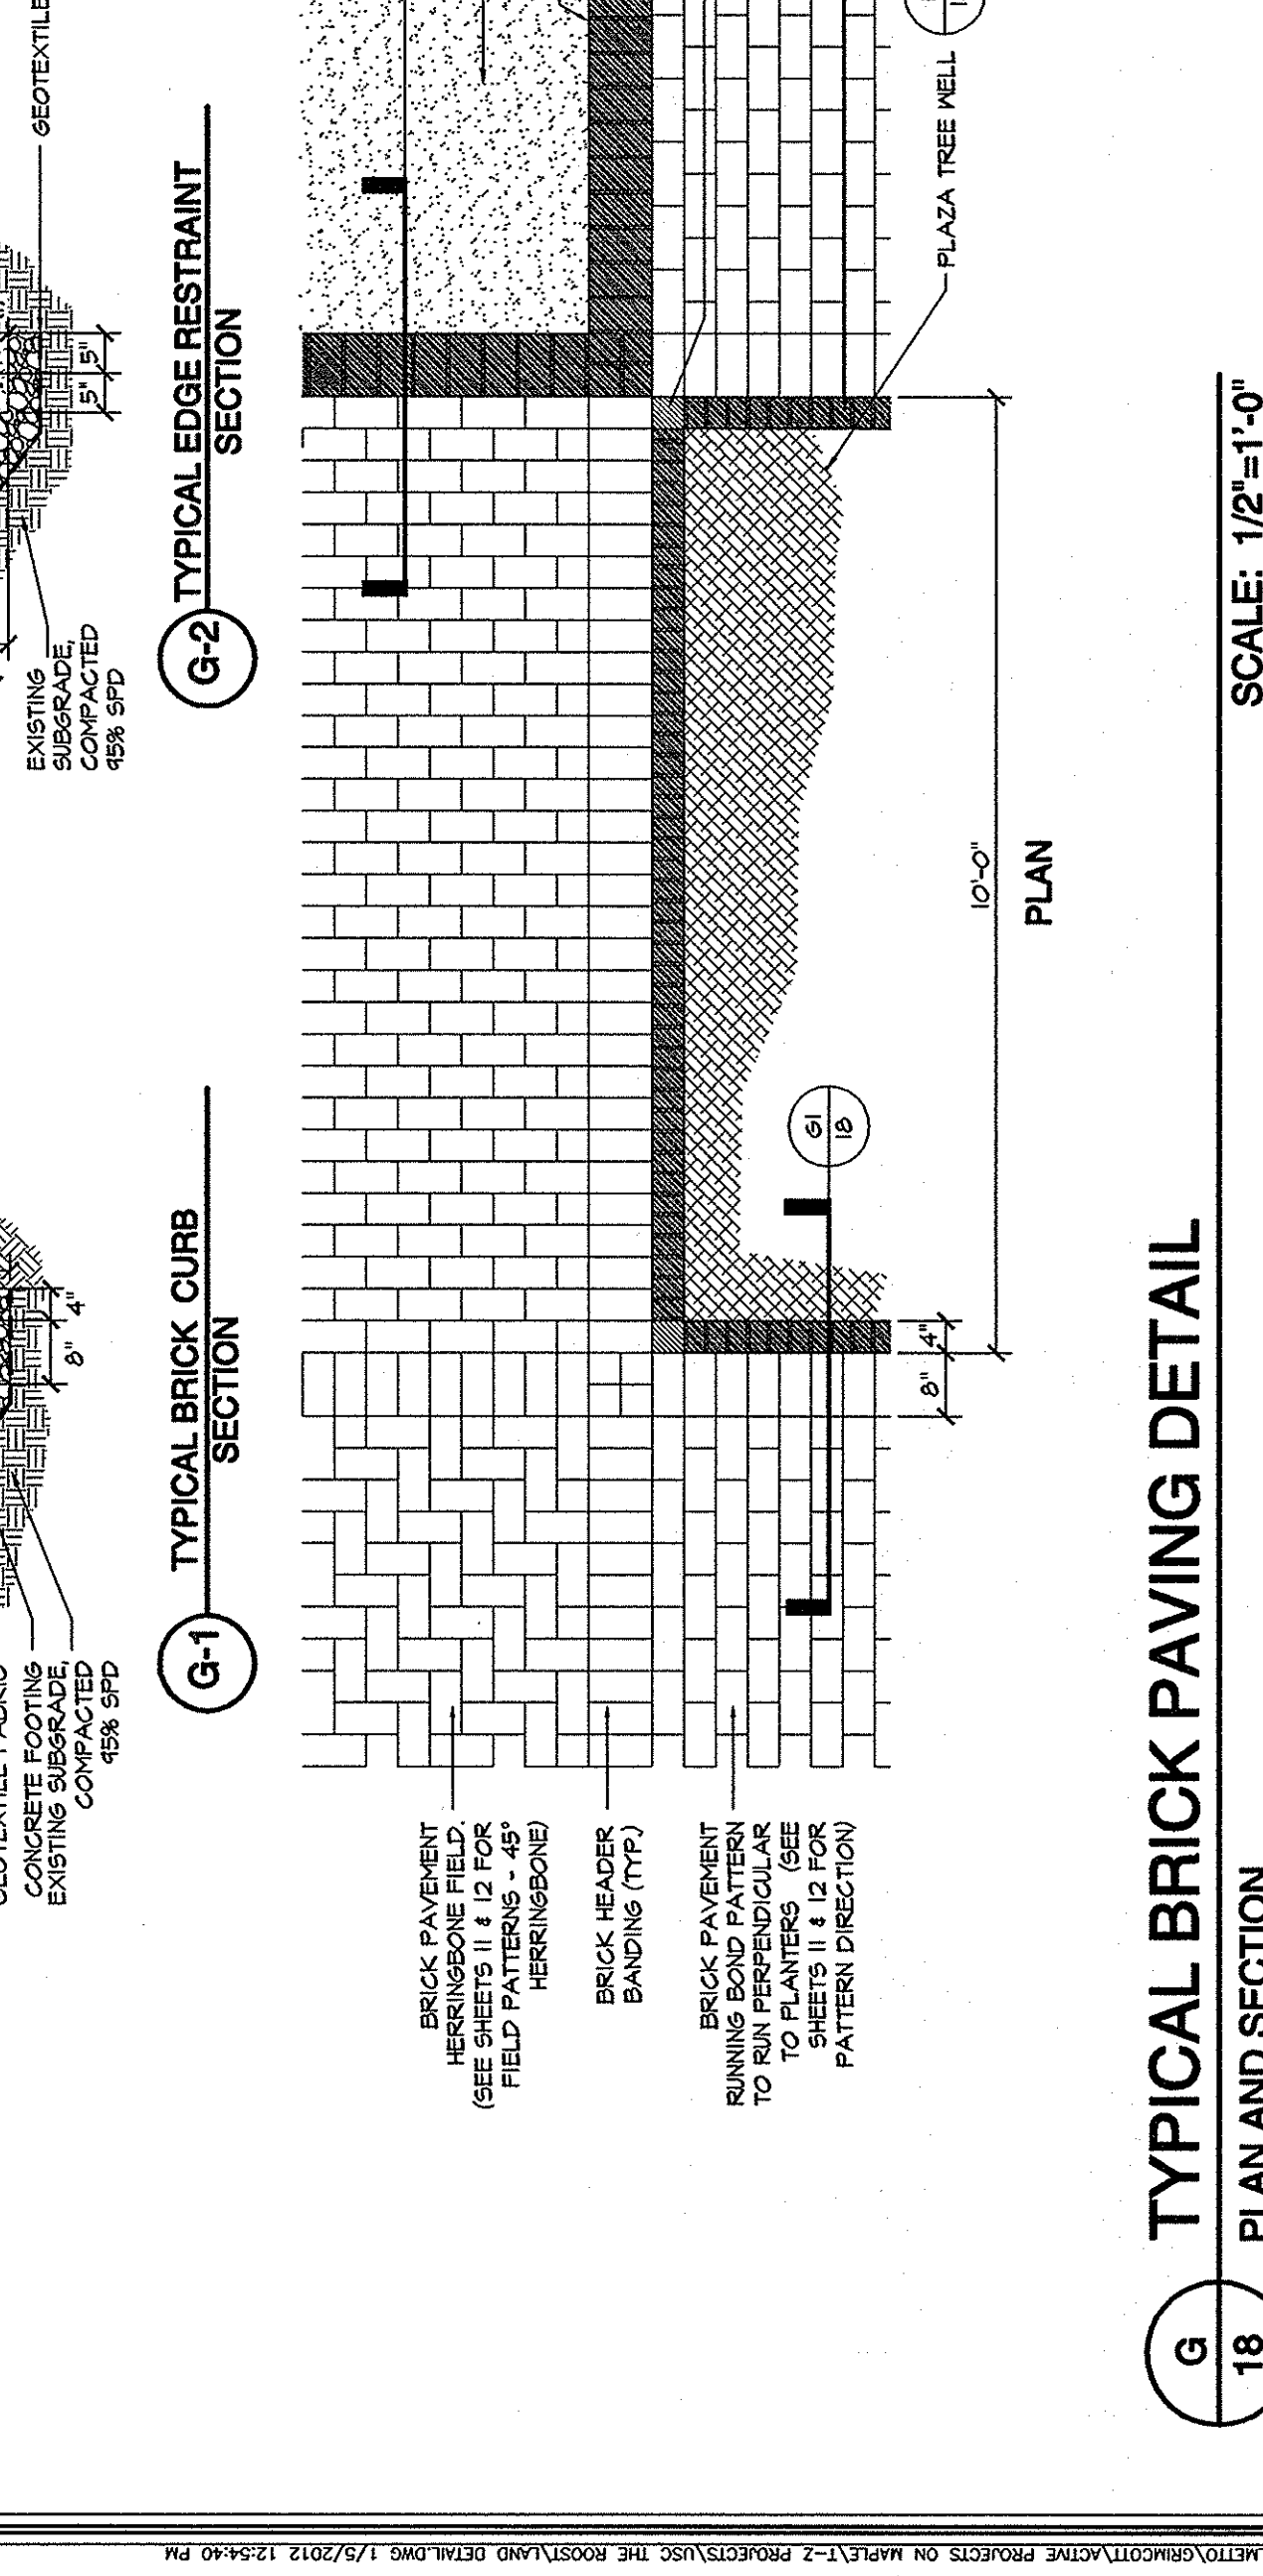 CONCRETE FOOTING
EXISTING SUBGRADE,
COMPACTED
95% SPD
8"
4"
EXISTING
SUBGRADE,
COMPACTED
95% SPD
5"
5"
G-1
TYPICAL BRICK CURB
SECTION
G-2
TYPICAL EDGE RESTRAINT
SECTION
BRICK PAVEMENT
HERRINGBONE FIELD.
(SEE SHEETS 11 & 12 FOR
FIELD PATTERNS - 45°
HERRINGBONE)
BRICK HEADER
BANDING (TYP.)
BRICK PAVEMENT
RUNNING BOND PATTERN
TO RUN PERPENDICULAR
TO PLANTERS (SEE
SHEETS 11 & 12 FOR
PATTERN DIRECTION)
G1
18
PLAZA TREE WELL
8"
4"
10'-0"
PLAN
G
18
TYPICAL BRICK PAVING DETAIL
PLAN AND SECTION
SCALE: 1/2"=1'-0"
GEOTEXTILE
METTO\GRIMCOTT\ACTIVE PROJECTS ON MAPLE\T-Z PROJECTS\USC THE ROOST\LAND DETAIL.DWG 1/5/2012 12:54:40 PM